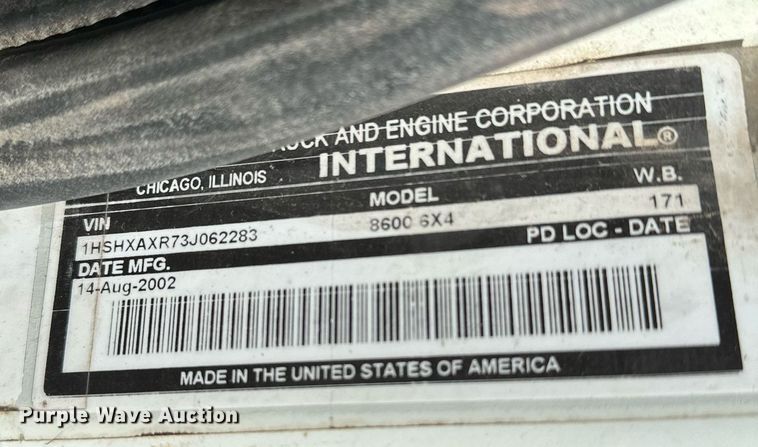 AND ENGINE CORPORATION
INTERNATIONAL®
CHICAGO, ILLINOIS
VIN MODEL W.B.
1HSHXAXR73J062283 8600 6X4 171
DATE MFG. PD LOC - DATE
14-Aug-2002
MADE IN THE UNITED STATES OF AMERICA
Purple Wave Auction